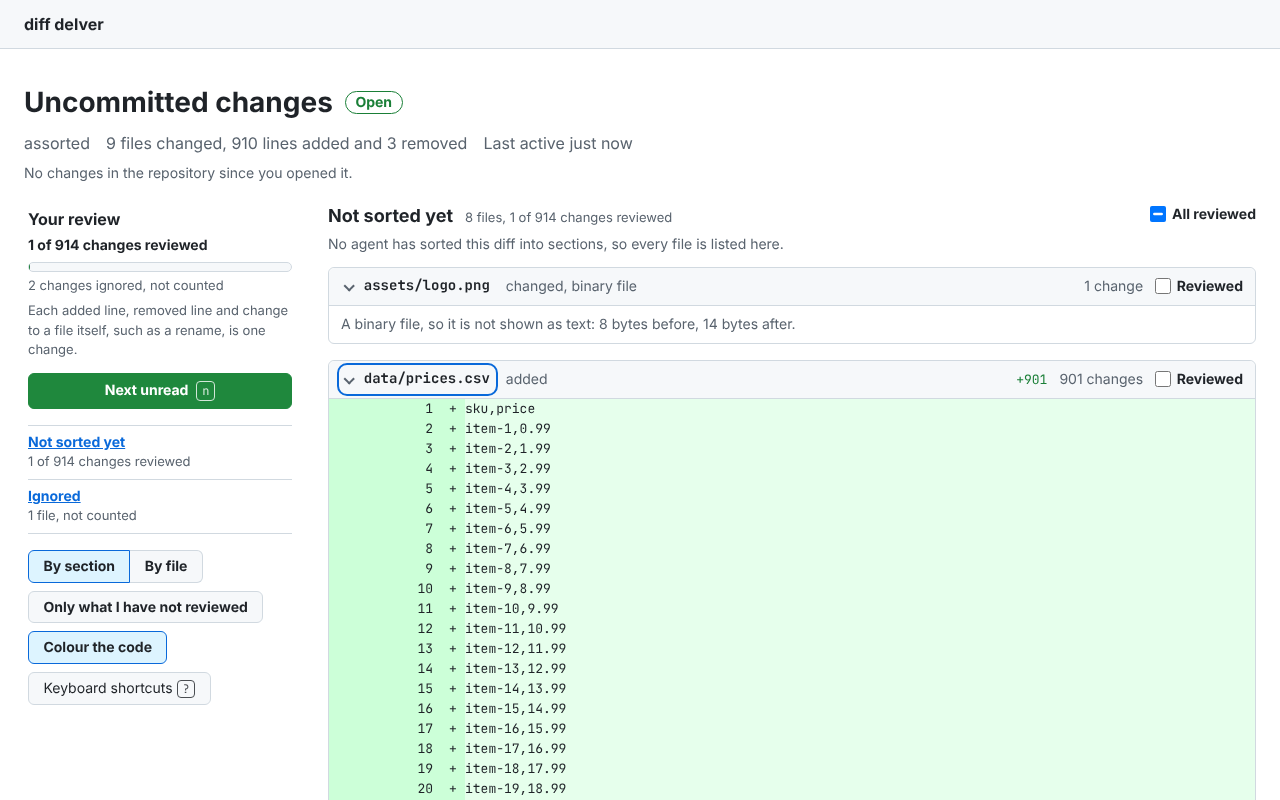 diff delver
Uncommitted changes Open
assorted 9 files changed, 910 lines added and 3 removed Last active just now
No changes in the repository since you opened it.
Your review
1 of 914 changes reviewed
2 changes ignored, not counted
Each added line, removed line and change
to a file itself, such as a rename, is one
change.
Next unread n
Not sorted yet
1 of 914 changes reviewed
Ignored
1 file, not counted
By section By file
Only what I have not reviewed
Colour the code
Keyboard shortcuts ?
Not sorted yet 8 files, 1 of 914 changes reviewed All reviewed
No agent has sorted this diff into sections, so every file is listed here.
assets/logo.png changed, binary file 1 change Reviewed
A binary file, so it is not shown as text: 8 bytes before, 14 bytes after.
data/prices.csv added +901 901 changes Reviewed
1 + sku,price
2 + item-1,0.99
3 + item-2,1.99
4 + item-3,2.99
5 + item-4,3.99
6 + item-5,4.99
7 + item-6,5.99
8 + item-7,6.99
9 + item-8,7.99
10 + item-9,8.99
11 + item-10,9.99
12 + item-11,10.99
13 + item-12,11.99
14 + item-13,12.99
15 + item-14,13.99
16 + item-15,14.99
17 + item-16,15.99
18 + item-17,16.99
19 + item-18,17.99
20 + item-19,18.99